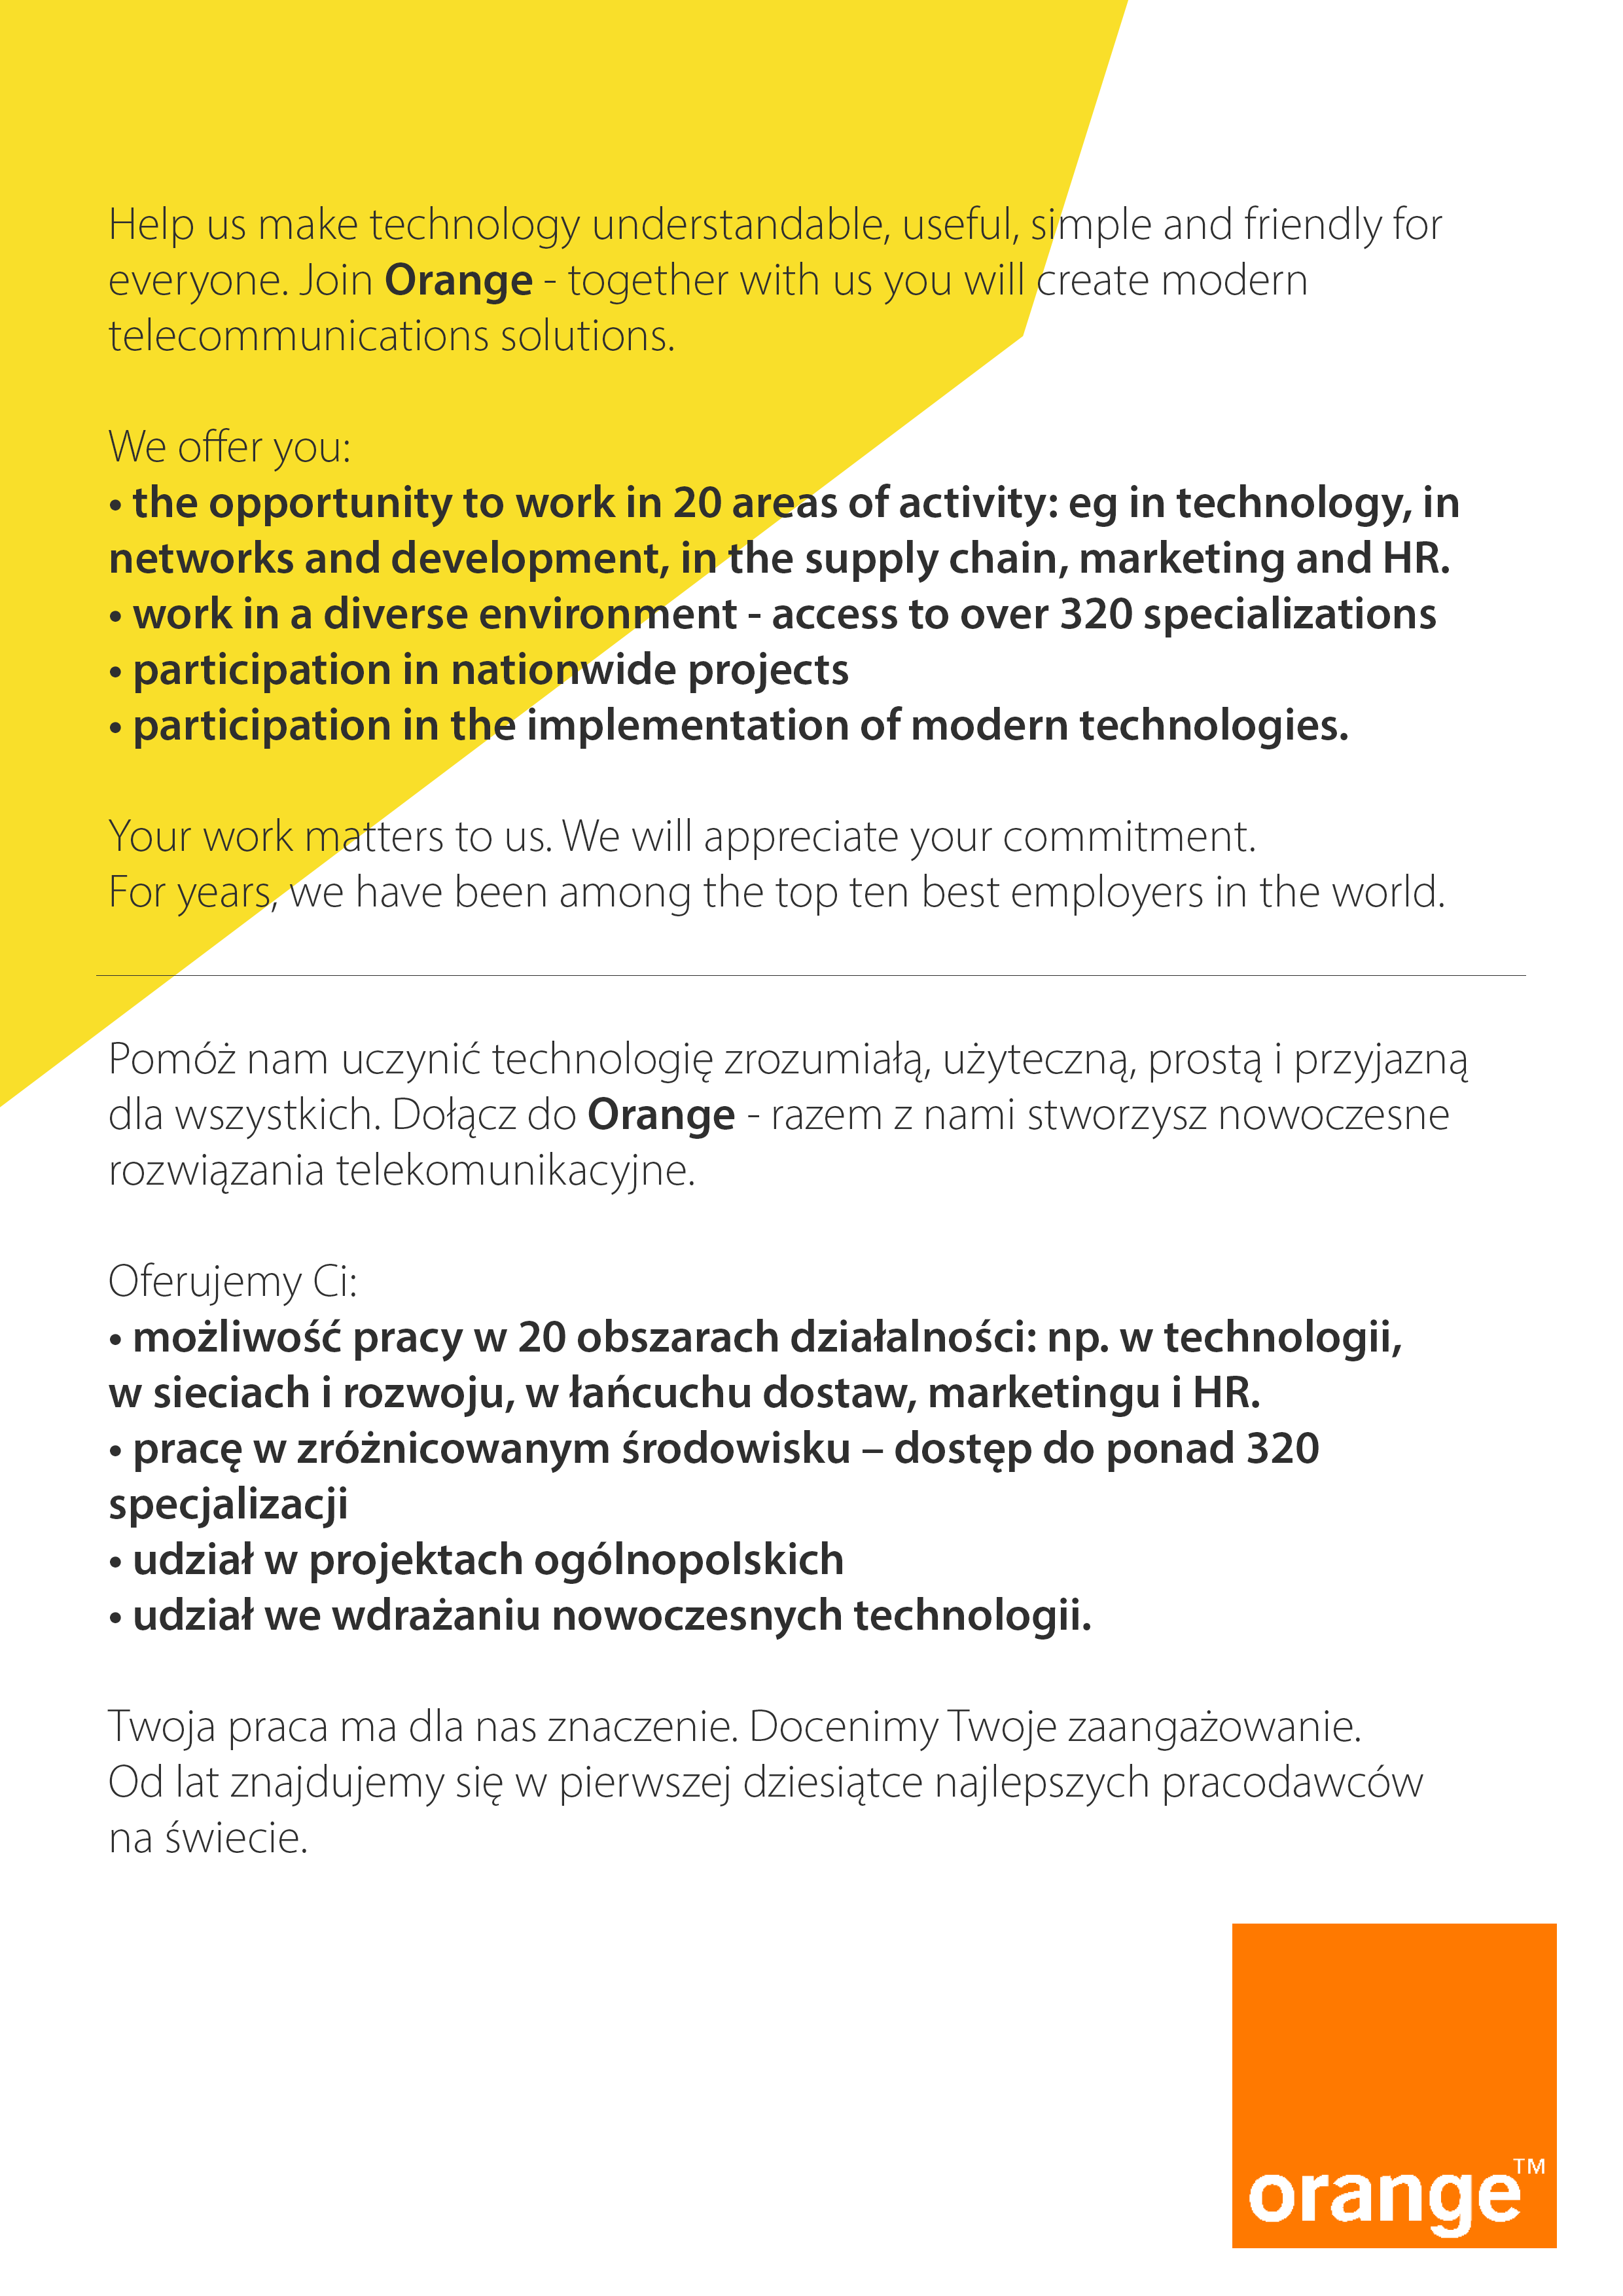 Help us make technology understandable, useful, simple and friendly for
everyone. Join Orange - together with us you will create modern
telecommunications solutions.
We offer you:
• the opportunity to work in 20 areas of activity: eg in technology, in
networks and development, in the supply chain, marketing and HR.
• work in a diverse environment - access to over 320 specializations
• participation in nationwide projects
• participation in the implementation of modern technologies.
Your work matters to us. We will appreciate your commitment.
For years, we have been among the top ten best employers in the world.
Pomóż nam uczynić technologię zrozumiałą, użyteczną, prostą i przyjazną
dla wszystkich. Dołącz do Orange - razem z nami stworzysz nowoczesne
rozwiązania telekomunikacyjne.
Oferujemy Ci:
• możliwość pracy w 20 obszarach działalności: np. w technologii,
w sieciach i rozwoju, w łańcuchu dostaw, marketingu i HR.
• pracę w zróżnicowanym środowisku – dostęp do ponad 320
specjalizacji
• udział w projektach ogólnopolskich
• udział we wdrażaniu nowoczesnych technologii.
Twoja praca ma dla nas znaczenie. Docenimy Twoje zaangażowanie.
Od lat znajdujemy się w pierwszej dziesiątce najlepszych pracodawców
na świecie.
orange™